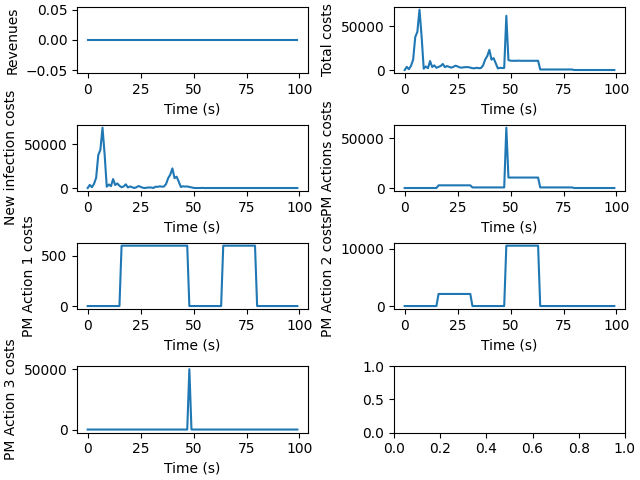 Revenues
0.05
0.00
−0.05
0 25 50 75 100
Time (s)
Total costs
50000
0
0 25 50 75 100
Time (s)
New infection costs
50000
0
0 25 50 75 100
Time (s)
PM Actions costs
50000
0
0 25 50 75 100
Time (s)
PM Action 1 costs
500
0
0 25 50 75 100
Time (s)
PM Action 2 costs
10000
0
0 25 50 75 100
Time (s)
PM Action 3 costs
50000
0
0 25 50 75 100
Time (s)
1.0
0.5
0.0
0.0 0.2 0.4 0.6 0.8 1.0